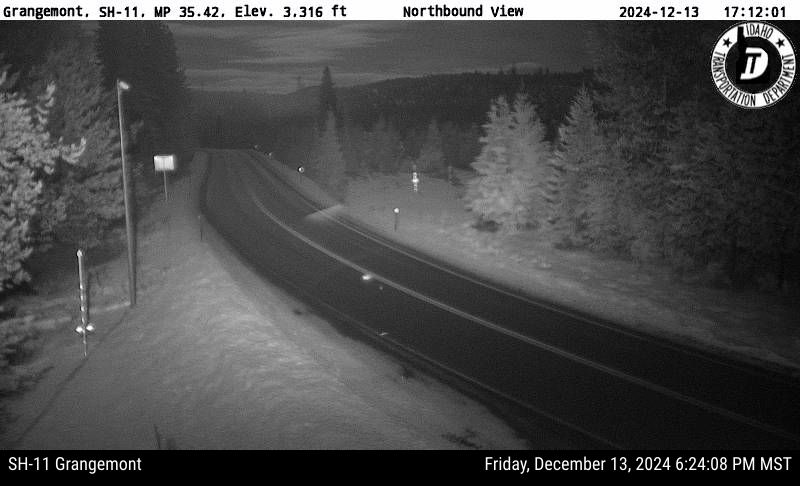 Grangemont, SH-11, MP 35.42, Elev. 3,316 ft Northbound View 2024-12-13 17:12:01
IDAHO
TRANSPORTATION DEPARTMENT
SH-11 Grangemont Friday, December 13, 2024 6:24:08 PM MST